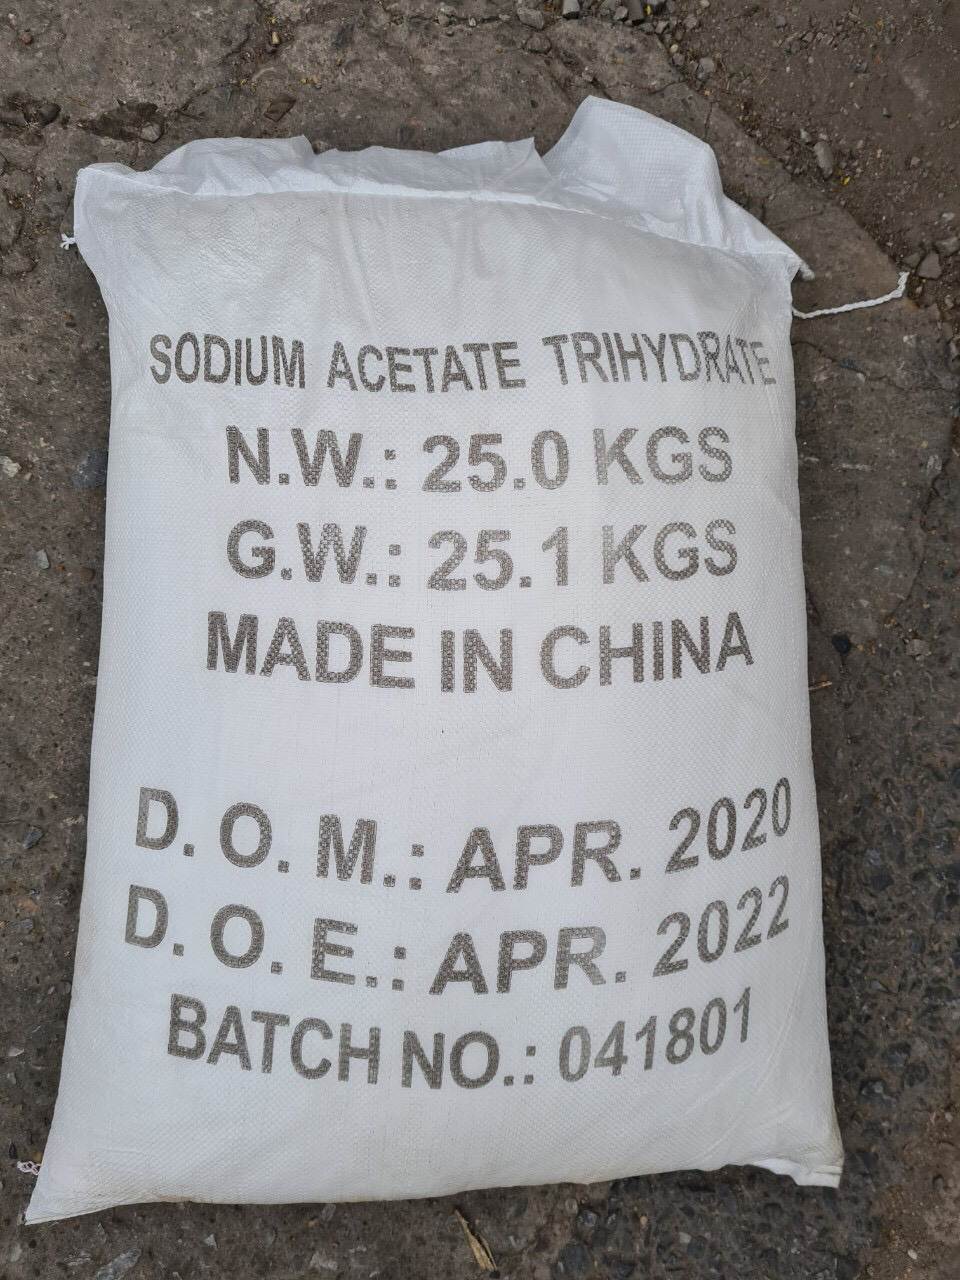 SODIUM ACETATE TRIHYDRATE
N.W.: 25.0 KGS
G.W.: 25.1 KGS
MADE IN CHINA
D. O. M.: APR. 2020
D. O. E.: APR. 2022
BATCH NO.: 041801